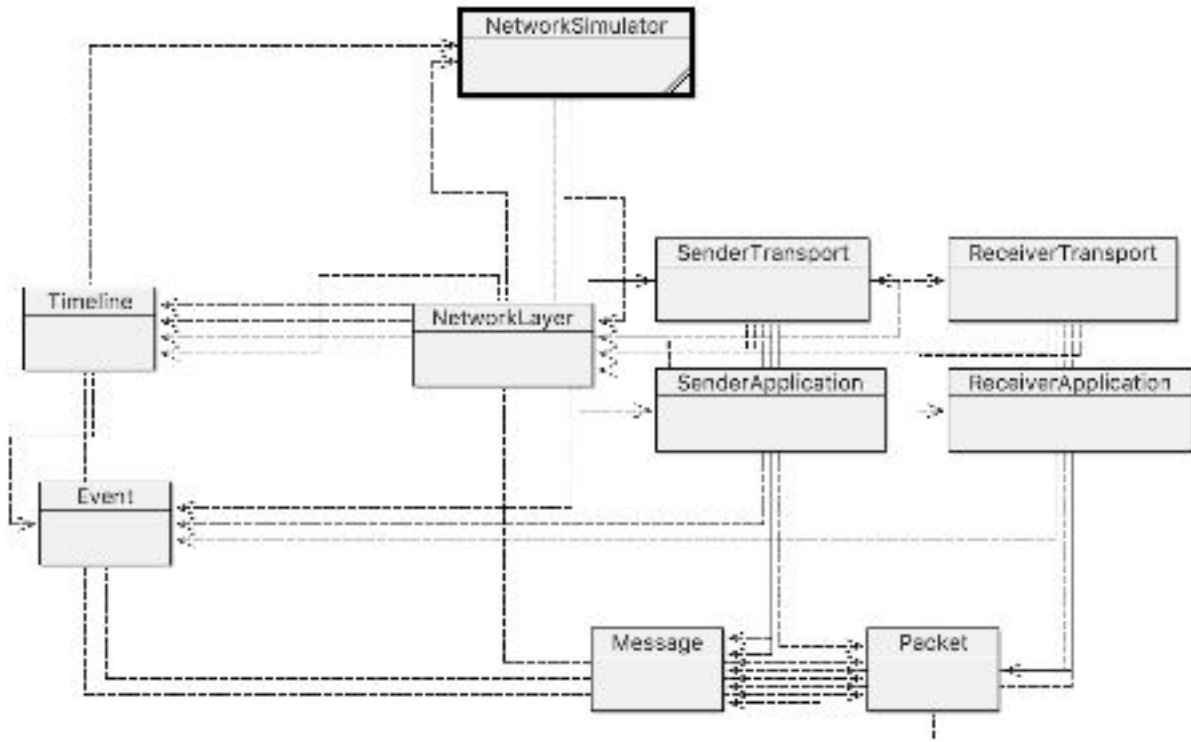 NetworkSimulator
SenderTransport
ReceiverTransport
Timeline
NetworkLayer
SenderApplication
ReceiverApplication
Event
Message
Packet